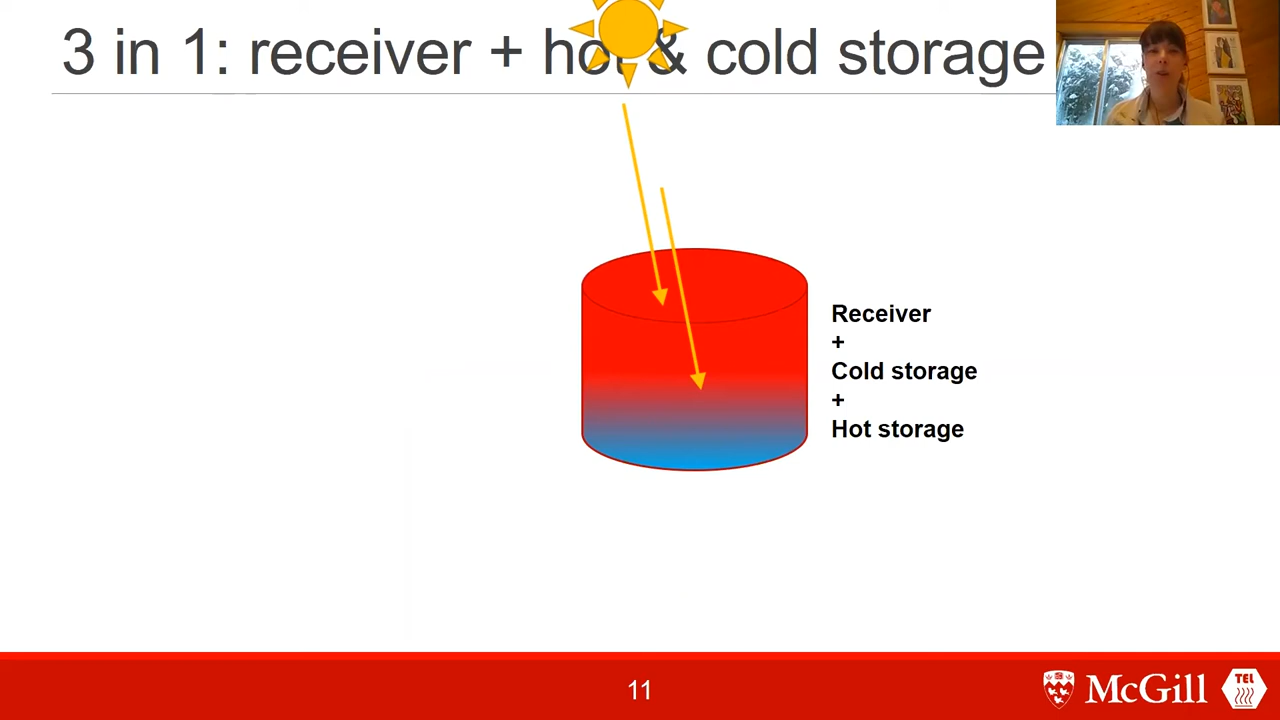 3 in 1: receiver + hot & cold storage
Receiver
+
Cold storage
+
Hot storage
11
McGill
TEL